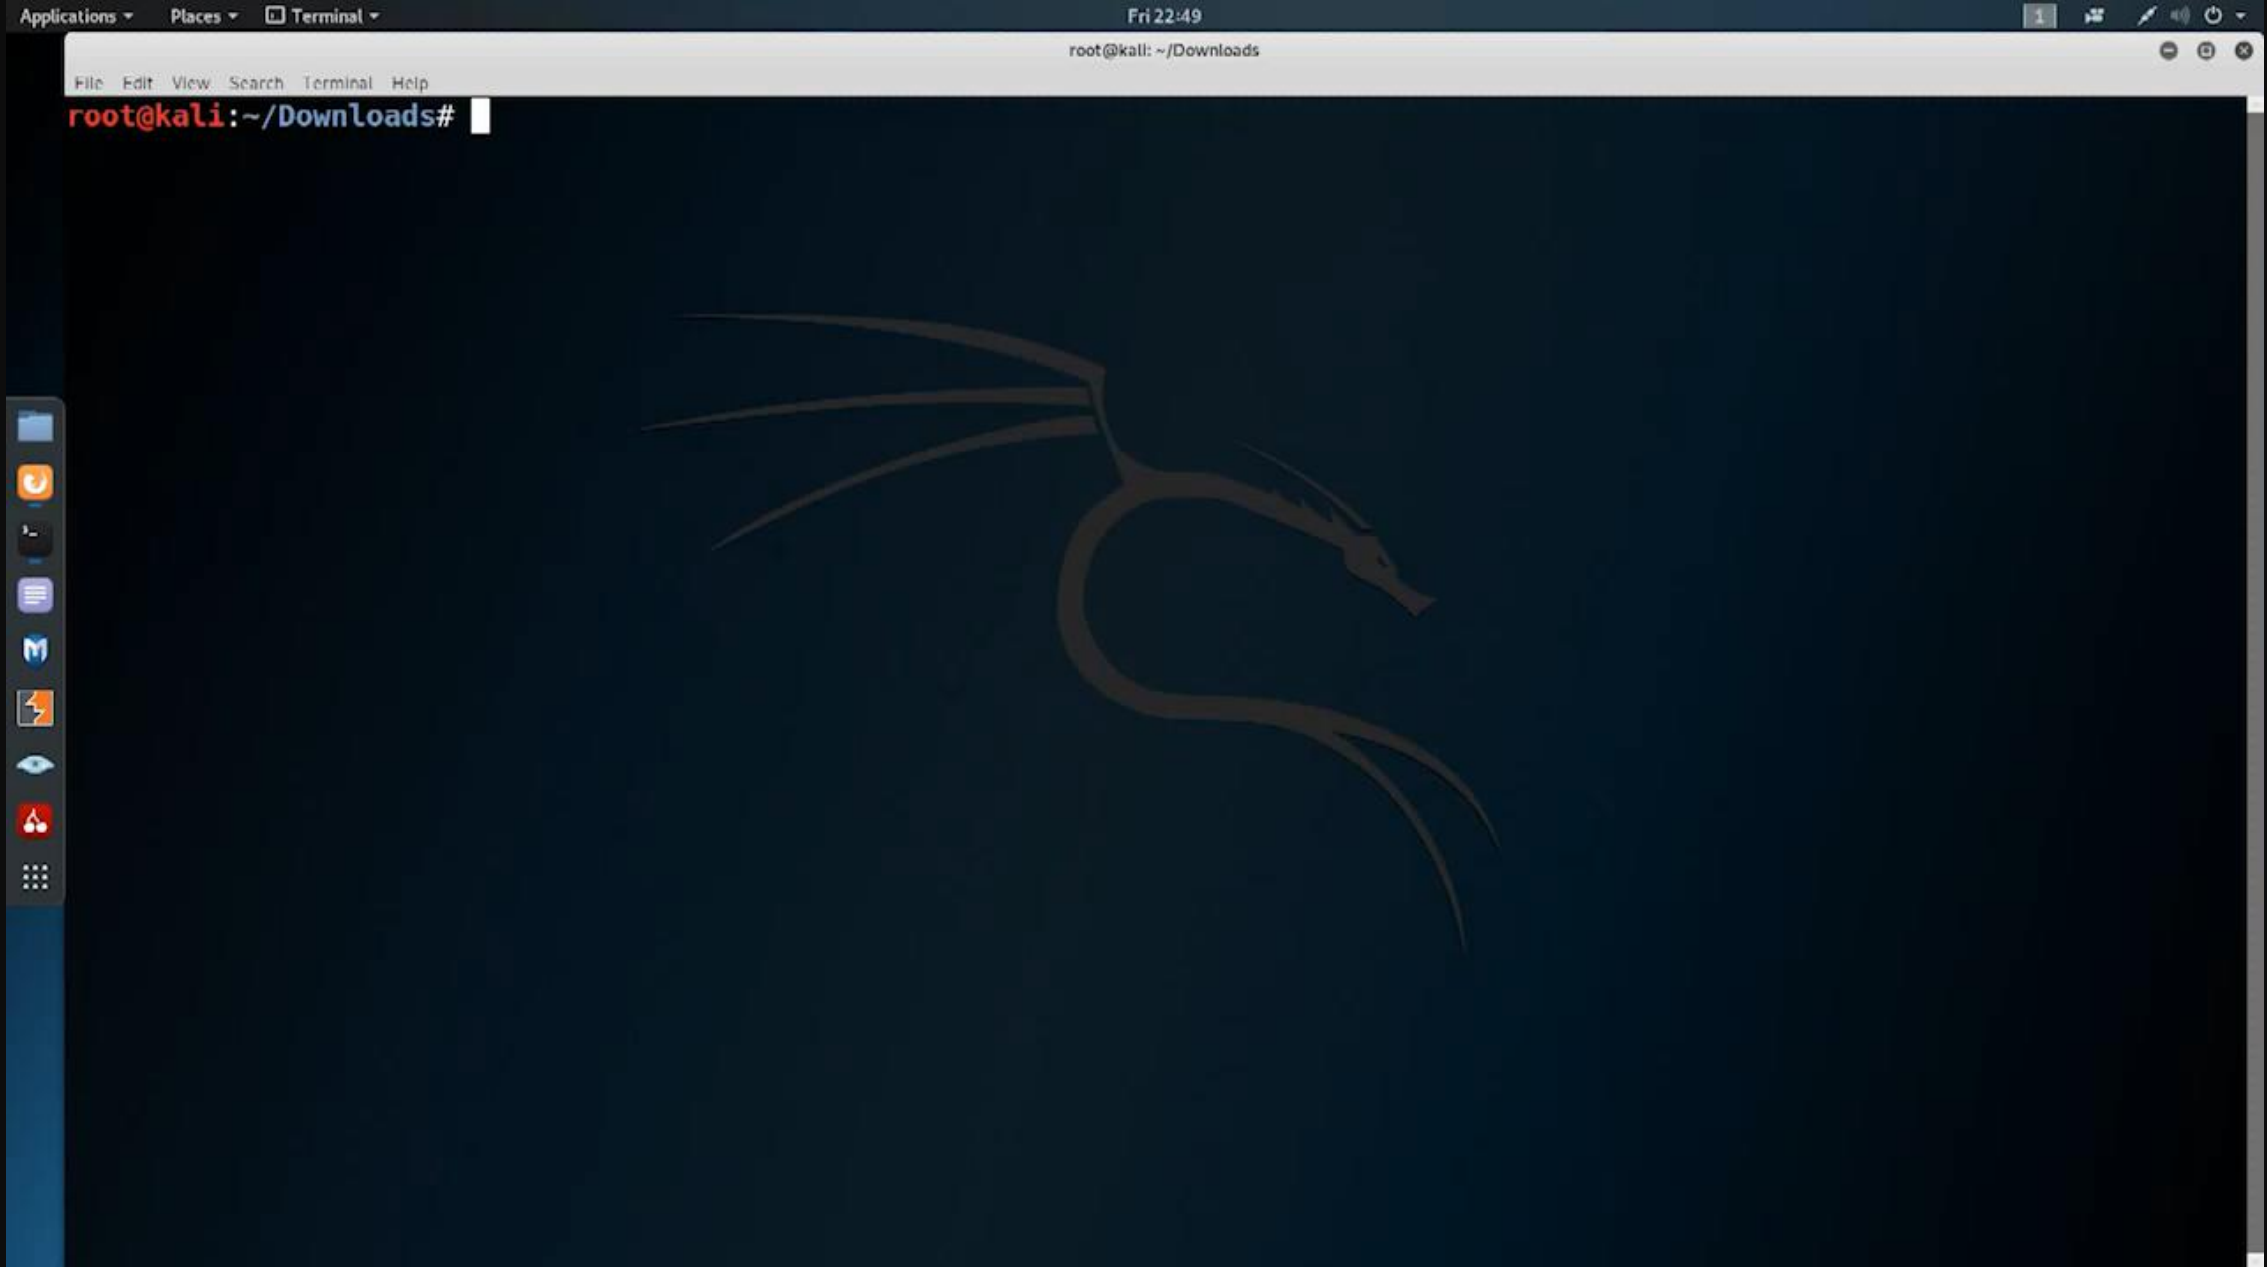 Applications Places Terminal Fri 22:49 1
root@kali: ~/Downloads
File Edit View Search Terminal Help
root@kali:~/Downloads#